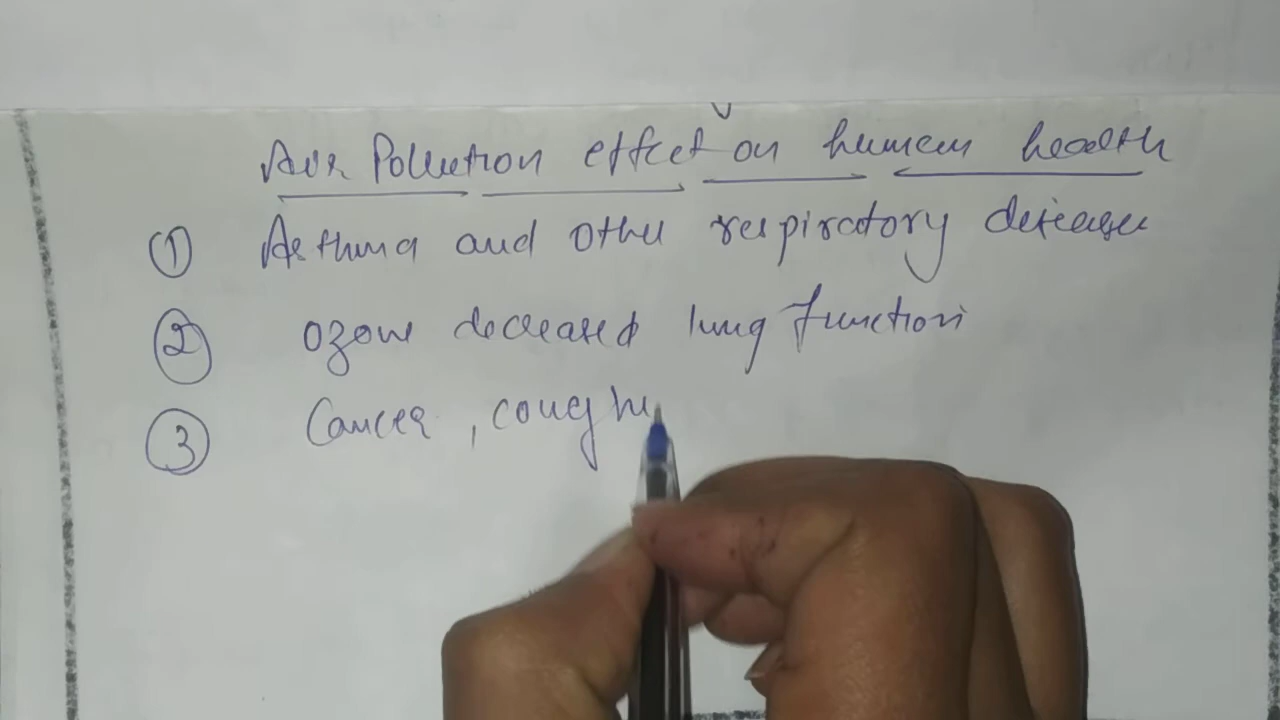 Air Pollution effect on human health
① Asthma and other respiratory diseases
② Ozone decreased lung function
③ Cancer, coughi